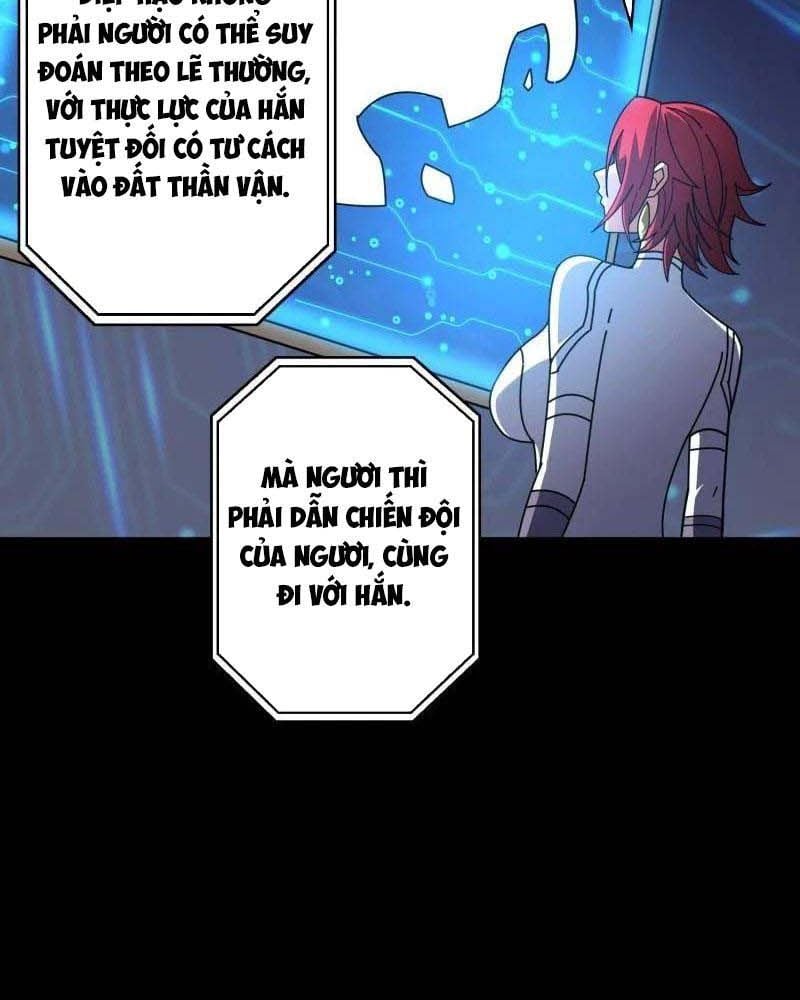 PHẢI NGƯỜI CÓ THỂ SUY
ĐOÁN THEO LẼ THƯỜNG,
VỚI THỰC LỰC CỦA HẮN
TUYỆT ĐỐI CÓ TƯ CÁCH
VÀO ĐẤT THẦN VẬN.
MÀ NGƯƠI THÌ
PHẢI DẪN CHIẾN ĐỘI
CỦA NGƯƠI, CÙNG
ĐI VỚI HẮN.